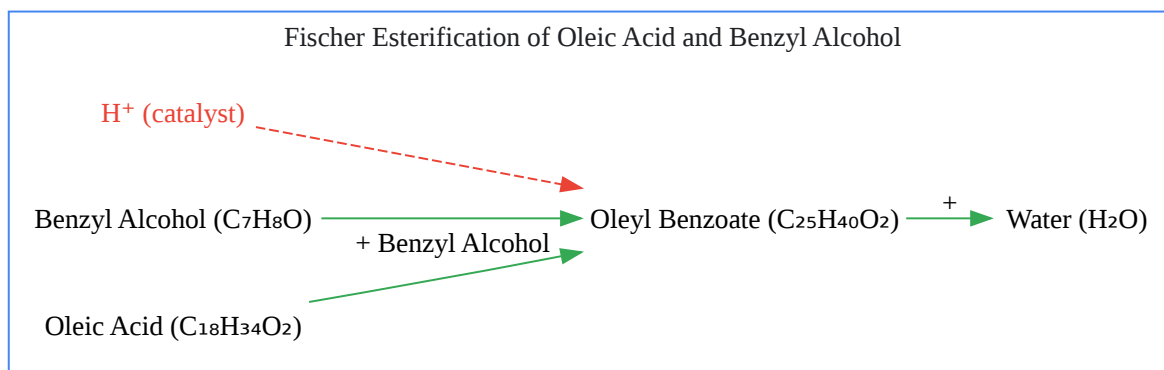 Fischer Esterification of Oleic Acid and Benzyl Alcohol
H⁺ (catalyst)
Benzyl Alcohol (C₇H₈O)
Oleyl Benzoate (C₂₅H₄₀O₂)
+
Water (H₂O)
+ Benzyl Alcohol
Oleic Acid (C₁₈H₃₄O₂)